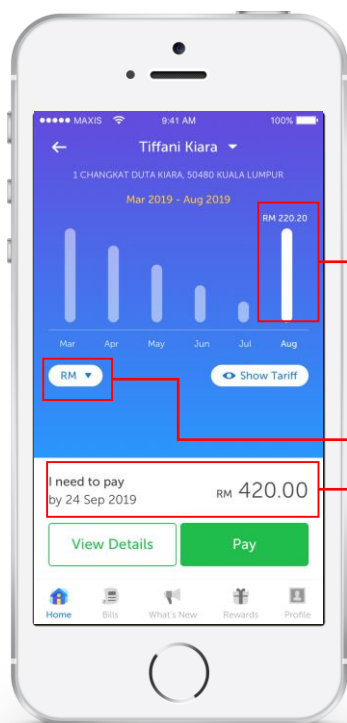 MAXIS 9:41 AM 100%
Tiffani Kiara
1 CHANGKAT DUTA KIARA, 50480 KUALA LUMPUR
Mar 2019 - Aug 2019
RM 220.20
Mar Apr May Jun Jul Aug
RM Show Tariff
I need to pay
by 24 Sep 2019 RM 420.00
View Details Pay
Home Bills What's New Rewards Profile